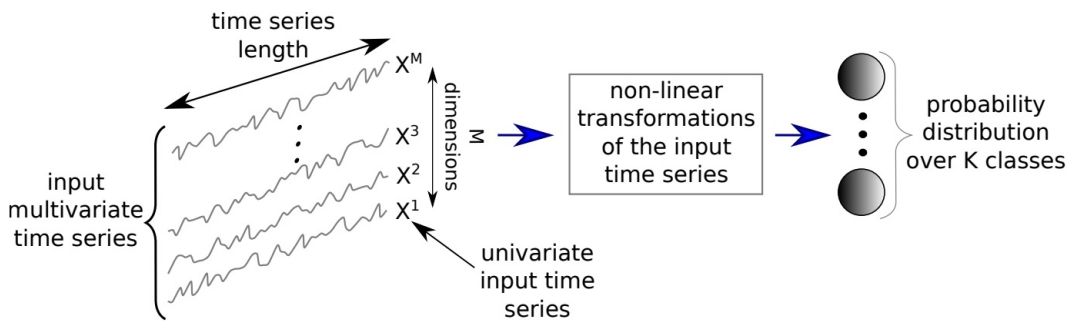 time series
length
X^M
X^3
X^2
X^1
M
dimensions
input
multivariate
time series
univariate
input time
series
non-linear
transformations
of the input
time series
probability
distribution
over K classes